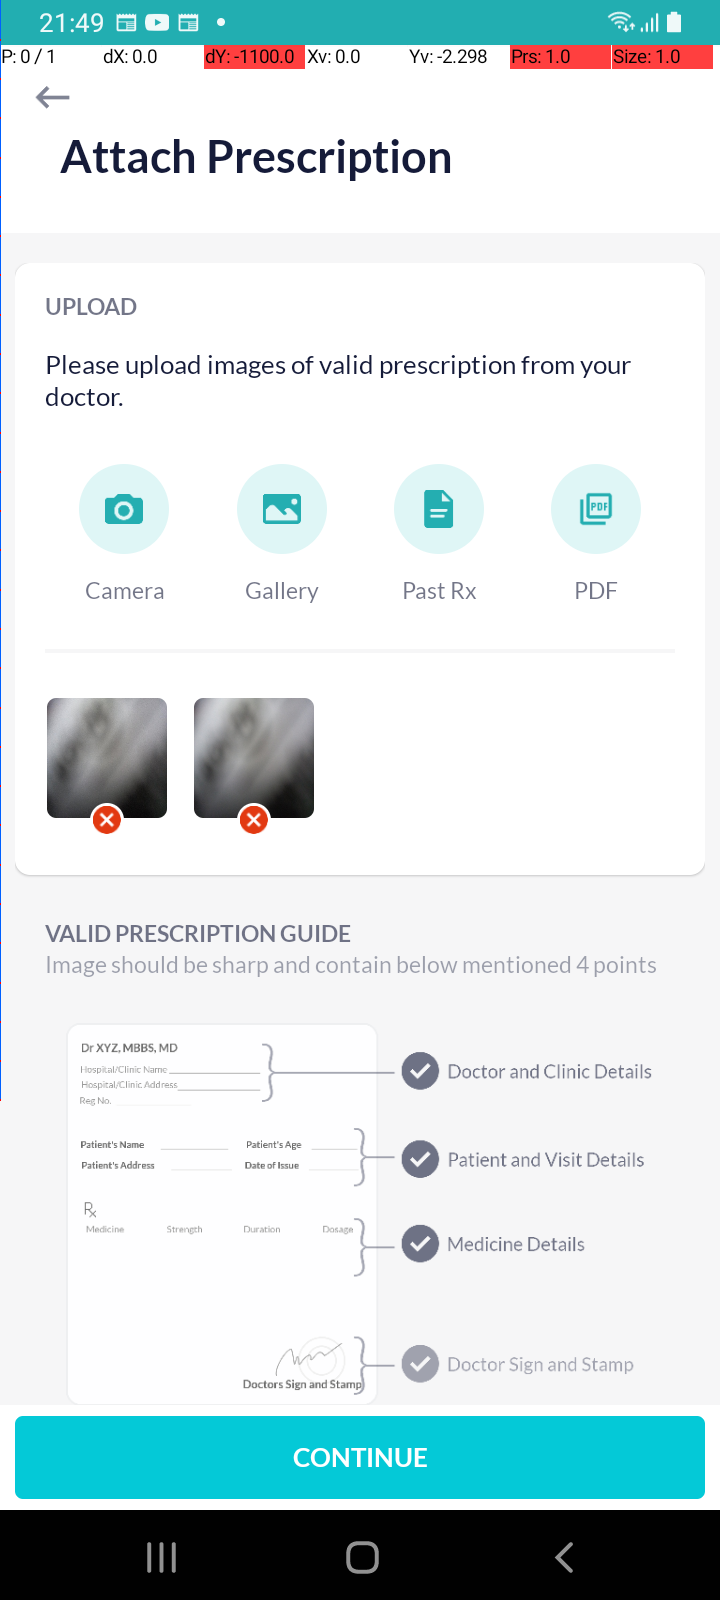 21:49
P: 0 / 1 dX: 0.0 dY: -1100.0 Xv: 0.0 Yv: -2.298 Prs: 1.0 Size: 1.0
Attach Prescription
UPLOAD
Please upload images of valid prescription from your
doctor.
Camera Gallery Past Rx PDF
VALID PRESCRIPTION GUIDE
Image should be sharp and contain below mentioned 4 points
Dr XYZ, MBBS, MD
Hospital/Clinic Name
Hospital/Clinic Address
Reg No.
Doctor and Clinic Details
Patient's Name Patient's Age
Patient's Address Date of Issue
Patient and Visit Details
Rx
Medicine Strength Duration Dosage
Medicine Details
Doctors Sign and Stamp
Doctor Sign and Stamp
CONTINUE